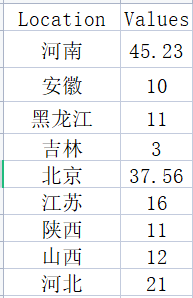 Location Values
河南 45.23
安徽 10
黑龙江 11
吉林 3
北京 37.56
江苏 16
陕西 11
山西 12
河北 21